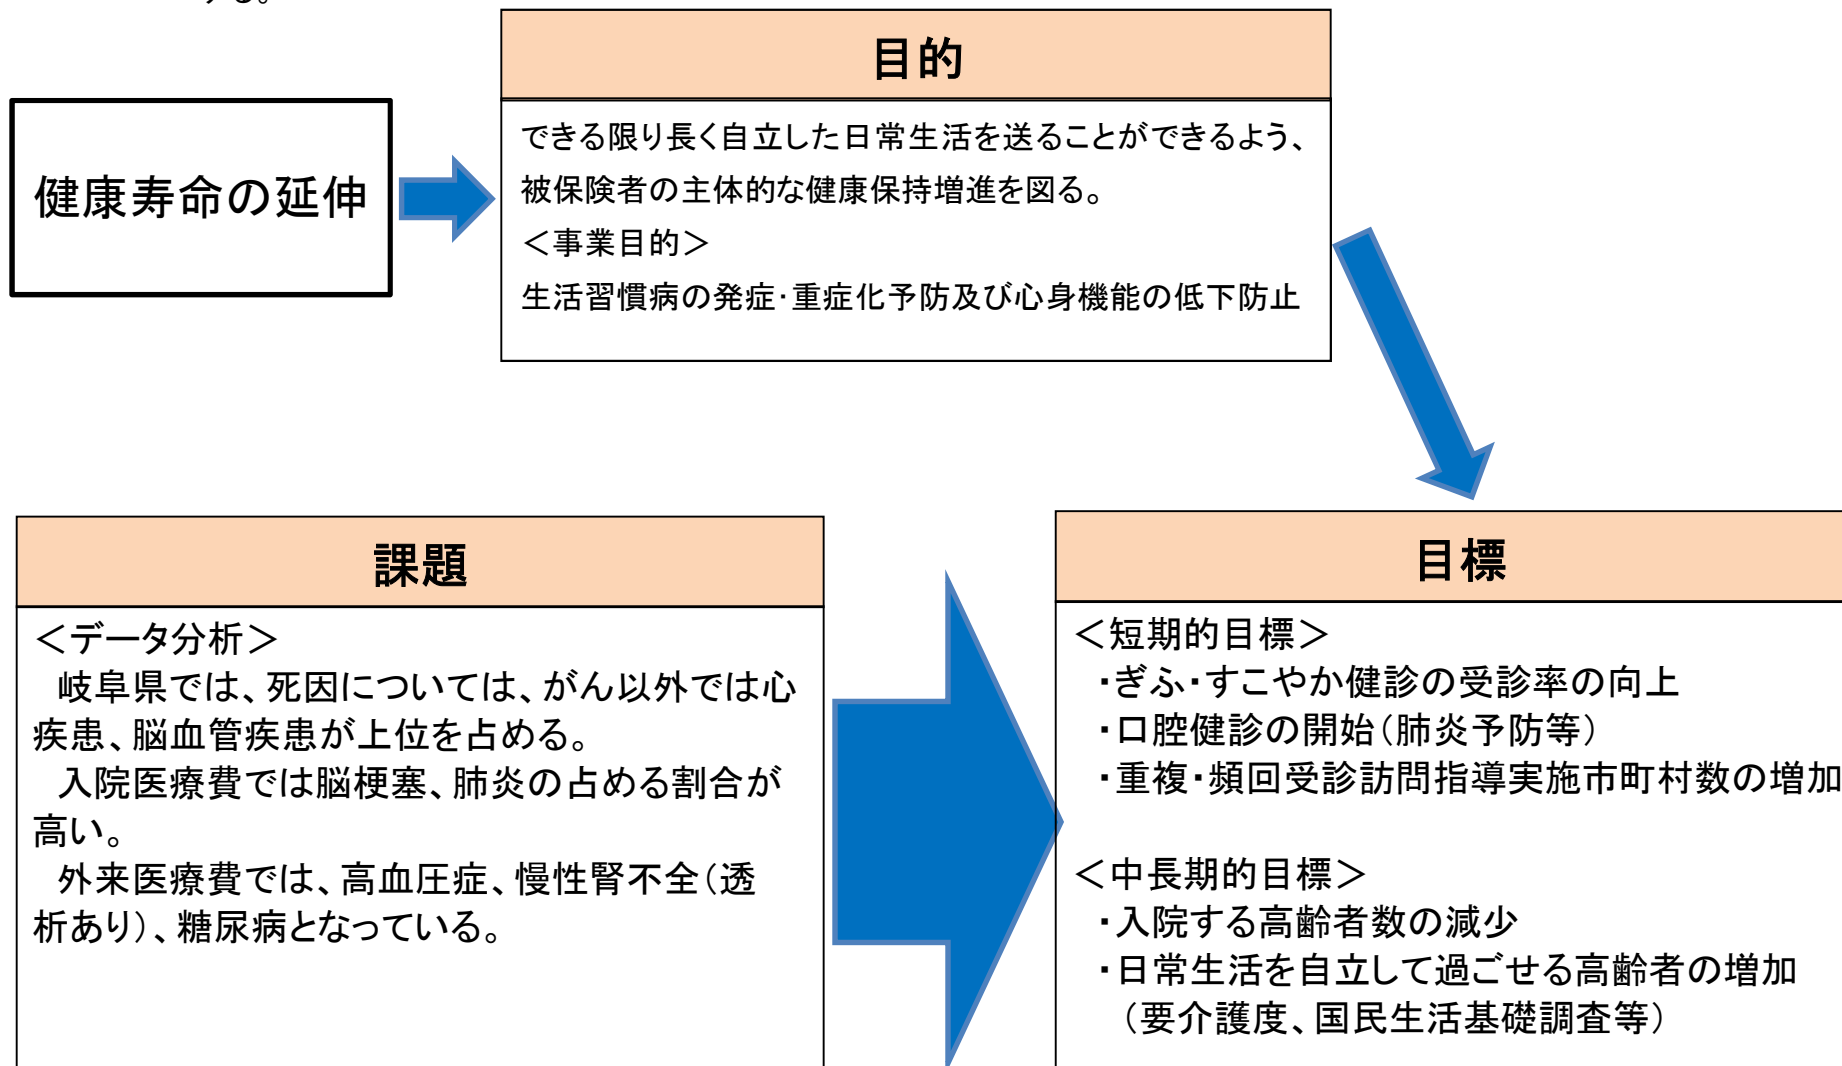 する。
目的
健康寿命の延伸
できる限り長く自立した日常生活を送ることができるよう、
被保険者の主体的な健康保持増進を図る。
＜事業目的＞
生活習慣病の発症・重症化予防及び心身機能の低下防止
課題
＜データ分析＞
岐阜県では、死因については、がん以外では心
疾患、脳血管疾患が上位を占める。
入院医療費では脳梗塞、肺炎の占める割合が
高い。
外来医療費では、高血圧症、慢性腎不全（透
析あり）、糖尿病となっている。
目標
＜短期的目標＞
・ぎふ・すこやか健診の受診率の向上
・口腔健診の開始（肺炎予防等）
・重複・頻回受診訪問指導実施市町村数の増加
＜中長期的目標＞
・入院する高齢者数の減少
・日常生活を自立して過ごせる高齢者の増加
（要介護度、国民生活基礎調査等）